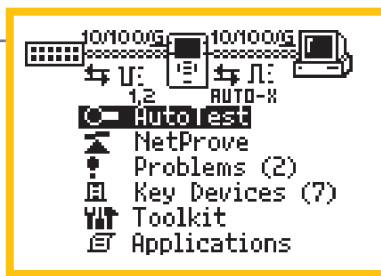 10/100/G 10/100/G
1,2 AUTO-X
AutoTest
NetProve
Problems (2)
Key Devices (7)
Toolkit
Applications